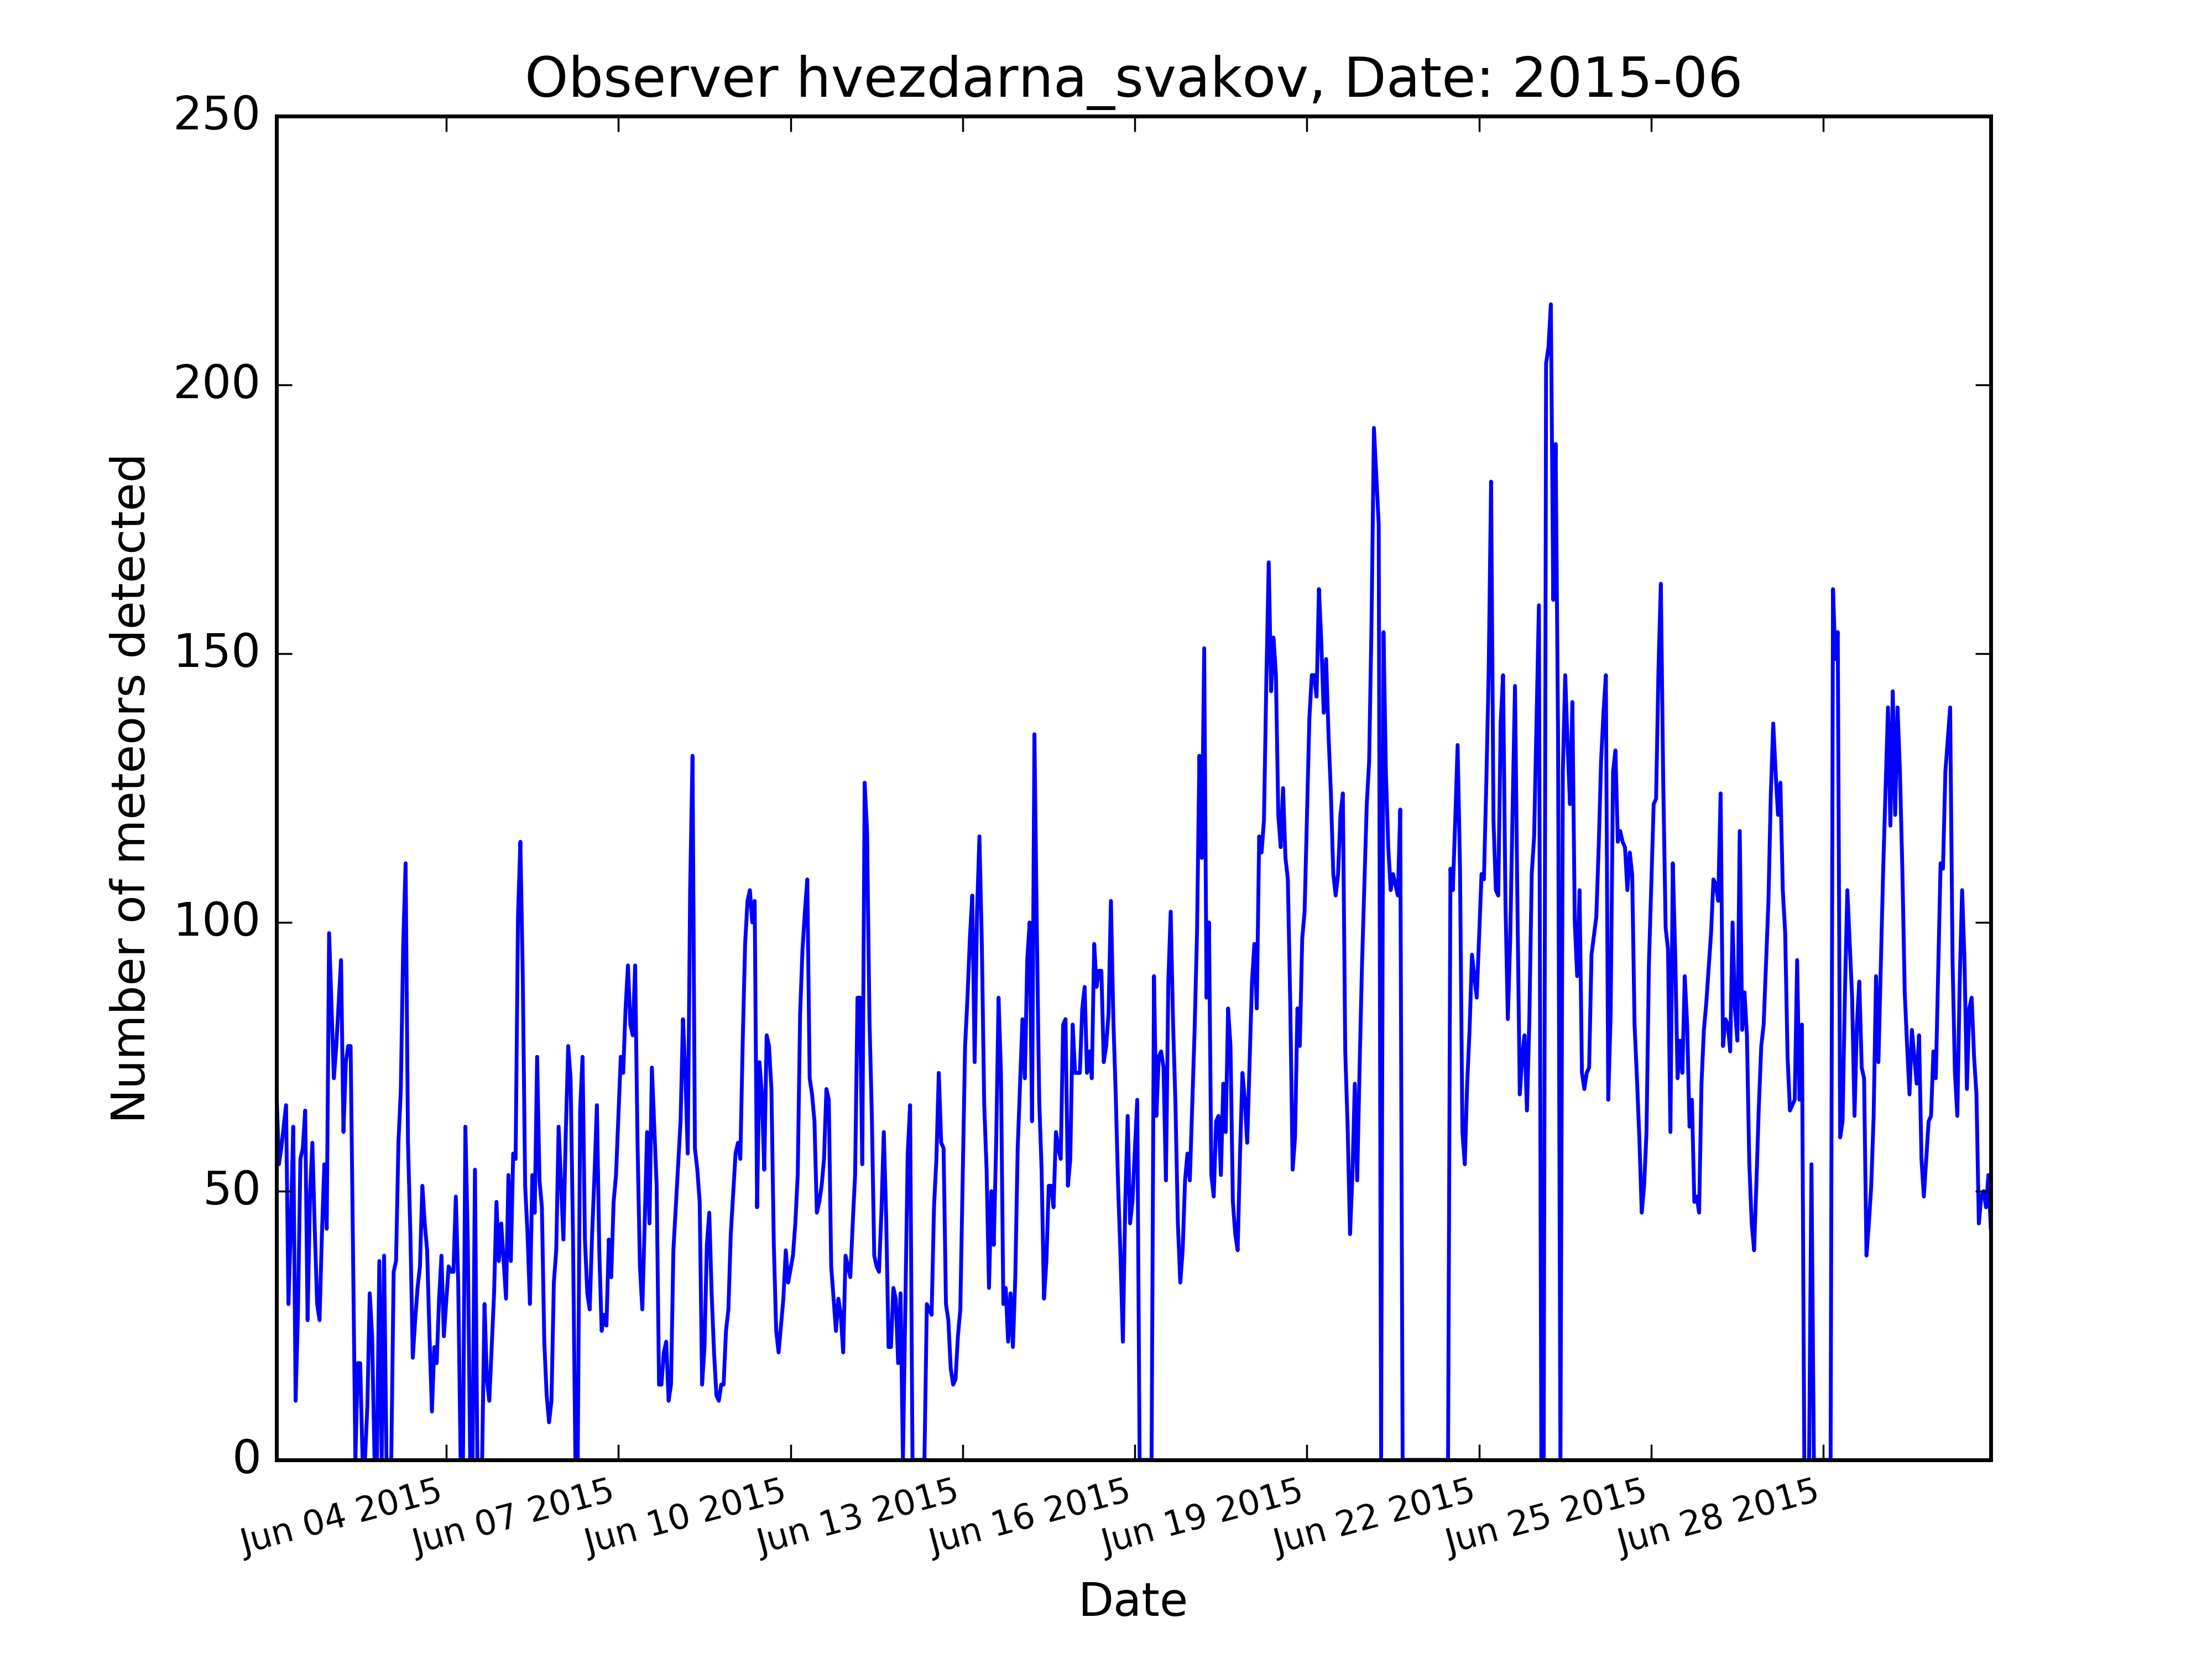 Observer hvezdarna_svakov, Date: 2015-06
250
200
150
100
50
0
Number of meteors detected
Jun 04 2015
Jun 07 2015
Jun 10 2015
Jun 13 2015
Jun 16 2015
Jun 19 2015
Jun 22 2015
Jun 25 2015
Jun 28 2015
Date